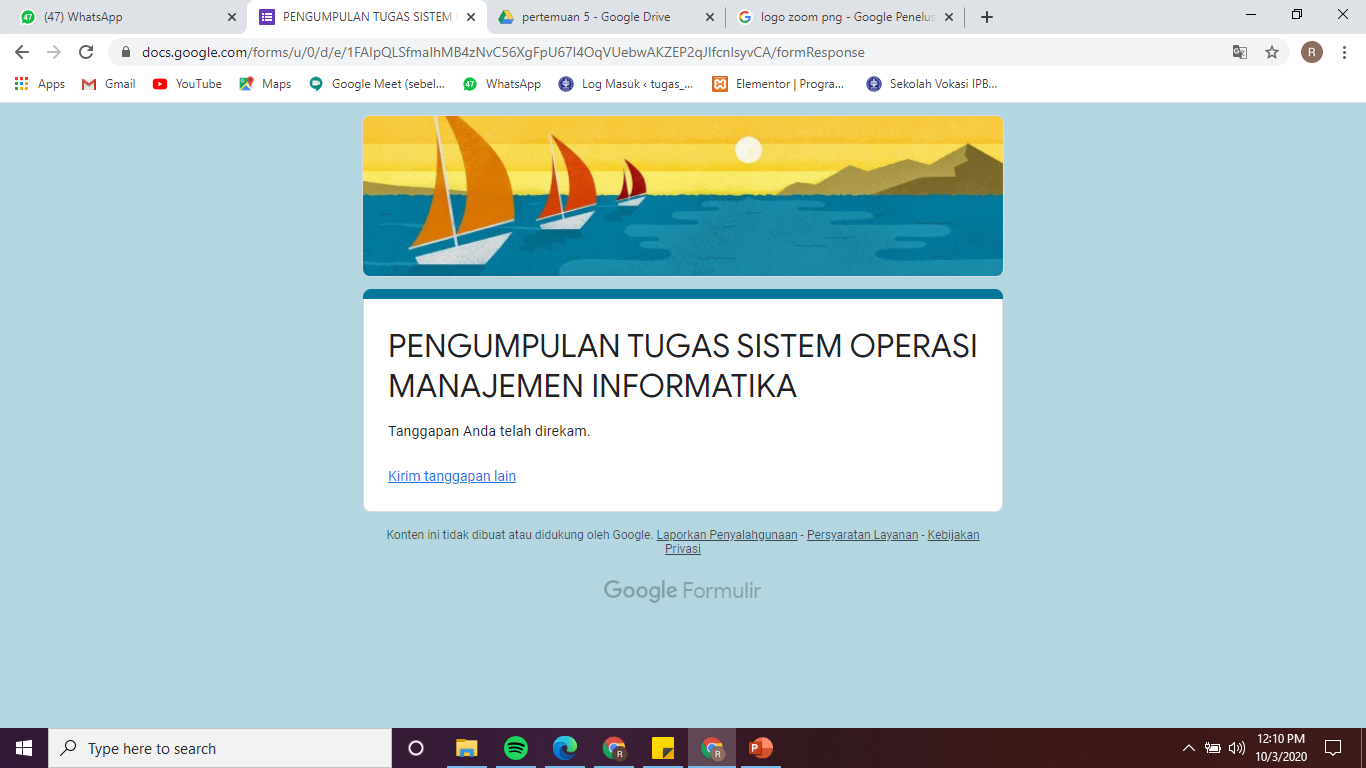 (47) WhatsApp
PENGUMPULAN TUGAS SISTEM
pertemuan 5 - Google Drive
logo zoom png - Google Penelus
docs.google.com/forms/u/0/d/e/1FAIpQLSfmaIhMB4zNvC56XgFpU67I4OqVUebwAKZEP2qJIfcnIsyvCA/formResponse
R
Apps
Gmail
YouTube
Maps
Google Meet (sebel...
WhatsApp
Log Masuk ‹ tugas_...
Elementor | Progra...
Sekolah Vokasi IPB...
PENGUMPULAN TUGAS SISTEM OPERASI
MANAJEMEN INFORMATIKA
Tanggapan Anda telah direkam.
Kirim tanggapan lain
Konten ini tidak dibuat atau didukung oleh Google. Laporkan Penyalahgunaan - Persyaratan Layanan - Kebijakan
Privasi
Google Formulir
Type here to search
12:10 PM
10/3/2020